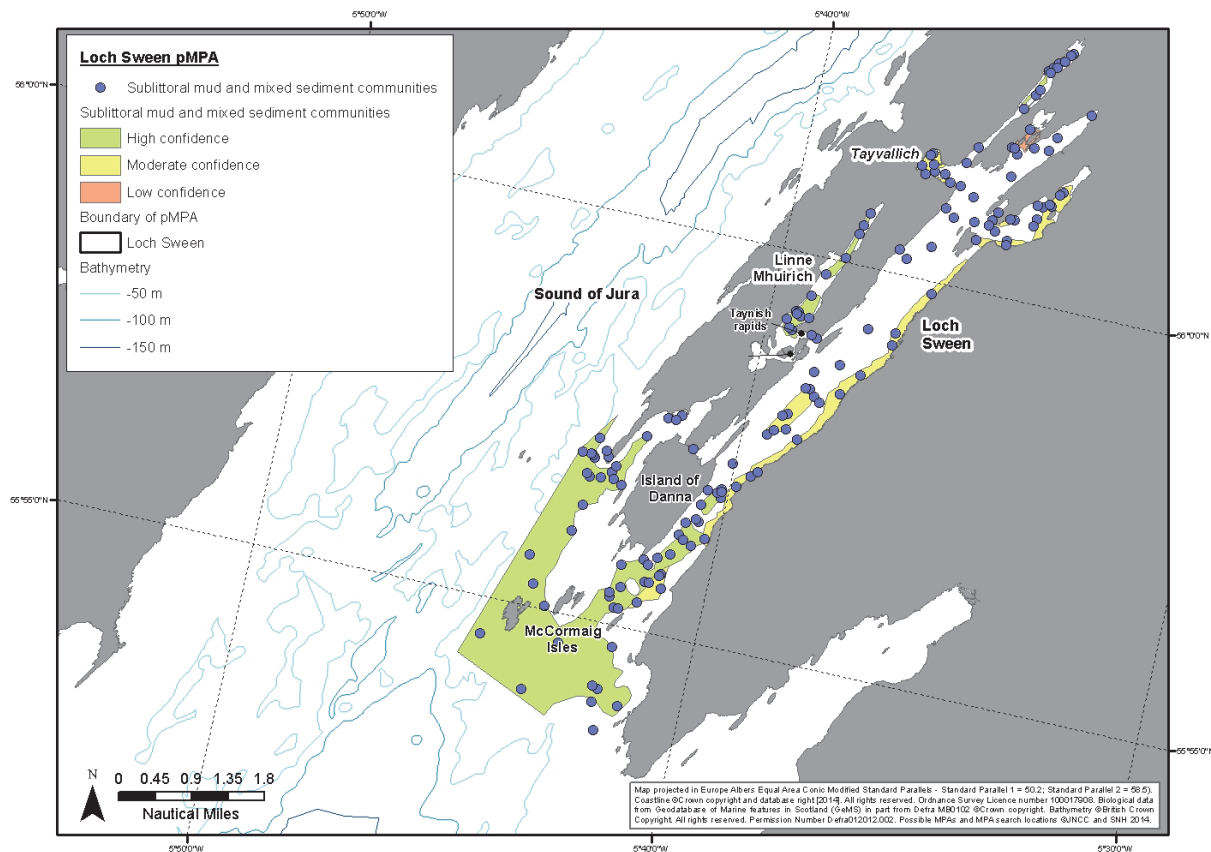 5°50'0"W
5°40'0"W
56°0'0"N
Loch Sween pMPA
Sublittoral mud and mixed sediment communities
Sublittoral mud and mixed sediment communities
High confidence
Moderate confidence
Low confidence
Boundary of pMPA
Loch Sween
Bathymetry
-50 m
-100 m
-150 m
Tayvallich
Linne
Mhuirich
Sound of Jura
Taynish
rapids
Loch
Sween
56°0'0"N
Island of
Danna
55°55'0"N
McCormaig
Isles
55°55'0"N
N
0 0.45 0.9 1.35 1.8
Nautical Miles
Map projected in Europe Albers Equal Area Conic Modified Standard Parallels - Standard Parallel 1 = 50.2; Standard Parallel 2 = 58.5).
Coastline ©Crown copyright and database right [2014]. All rights reserved. Ordnance Survey Licence number 100017908. Biological data
from Geodatabase of Marine features in Scotland (GeMS) in part from Defra MB0102 ©Crown copyright. Bathymetry ©British Crown
Copyright. All rights reserved. Permission Number Defra012012.002. Possible MPAs and MPA search locations ©JNCC and SNH 2014.
5°50'0"W
5°40'0"W
5°30'0"W